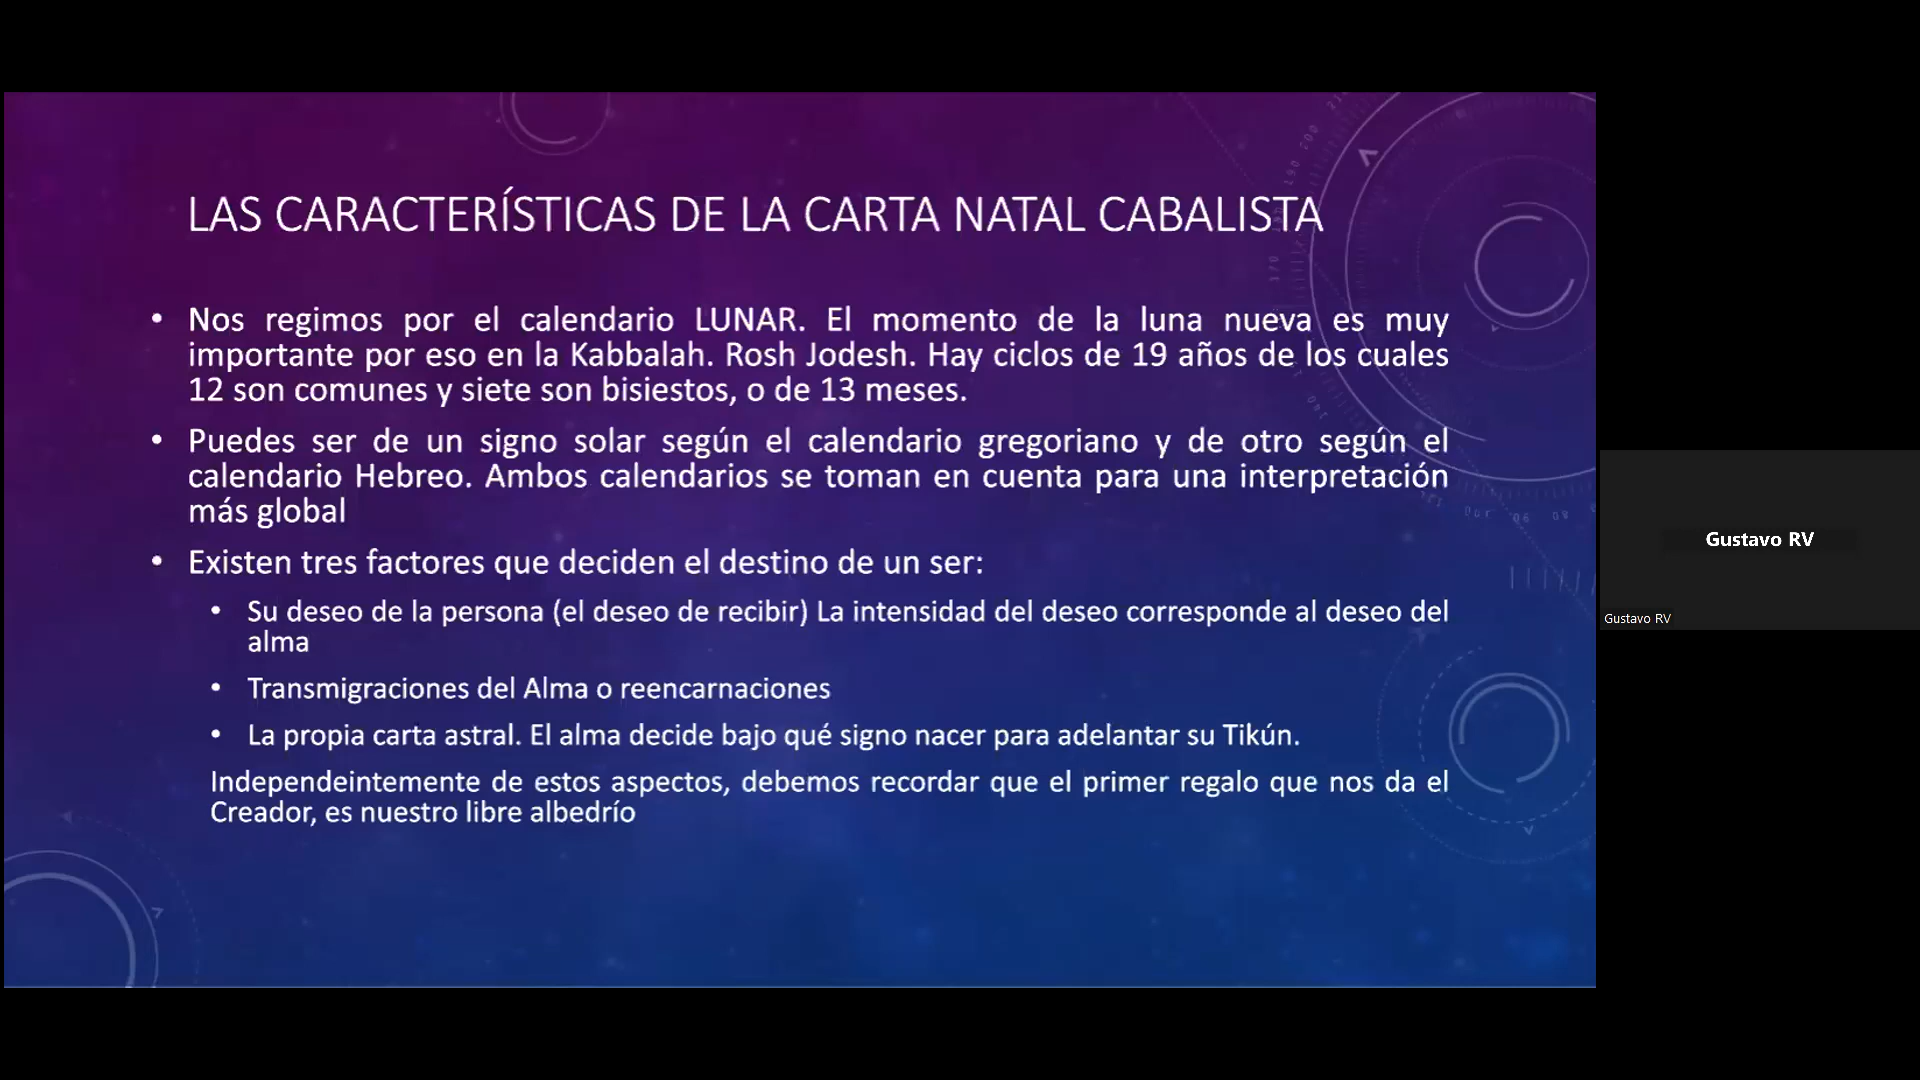 LAS CARACTERÍSTICAS DE LA CARTA NATAL CABALISTA
• Nos regimos por el calendario LUNAR. El momento de la luna nueva es muy
importante por eso en la Kabbalah. Rosh Jodesh. Hay ciclos de 19 años de los cuales
12 son comunes y siete son bisiestos, o de 13 meses.
• Puedes ser de un signo solar según el calendario gregoriano y de otro según el
calendario Hebreo. Ambos calendarios se toman en cuenta para una interpretación
más global
• Existen tres factores que deciden el destino de un ser:
• Su deseo de la persona (el deseo de recibir) La intensidad del deseo corresponde al deseo del
alma
• Transmigraciones del Alma o reencarnaciones
• La propia carta astral. El alma decide bajo qué signo nacer para adelantar su Tikún.
Independeintemente de estos aspectos, debemos recordar que el primer regalo que nos da el
Creador, es nuestro libre albedrío
Gustavo RV
Gustavo RV